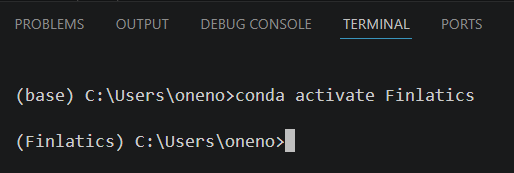 PROBLEMS OUTPUT DEBUG CONSOLE TERMINAL PORTS
(base) C:\Users\oneno>conda activate Finlatics
(Finlatics) C:\Users\oneno>